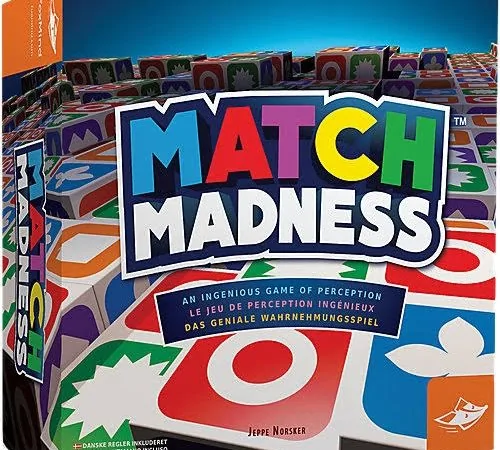 FoxMind
MATCH
MADNESS
™
MATCH
MADNESS
AN INGENIOUS GAME OF PERCEPTION
LE JEU DE PERCEPTION INGÉNIEUX
DAS GENIALE WAHRNEHMUNGSSPIEL
JEPPE NORSKER
DANSKE REGLER INKLUDERET